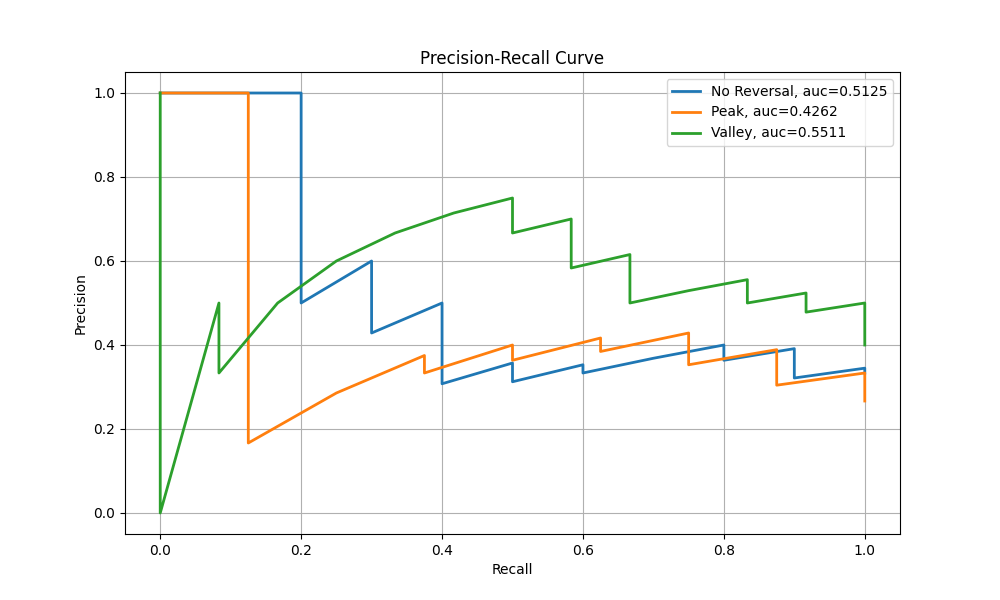 Precision-Recall Curve
No Reversal, auc=0.5125
Peak, auc=0.4262
Valley, auc=0.5511
Precision
1.0
0.8
0.6
0.4
0.2
0.0
0.0 0.2 0.4 0.6 0.8 1.0
Recall